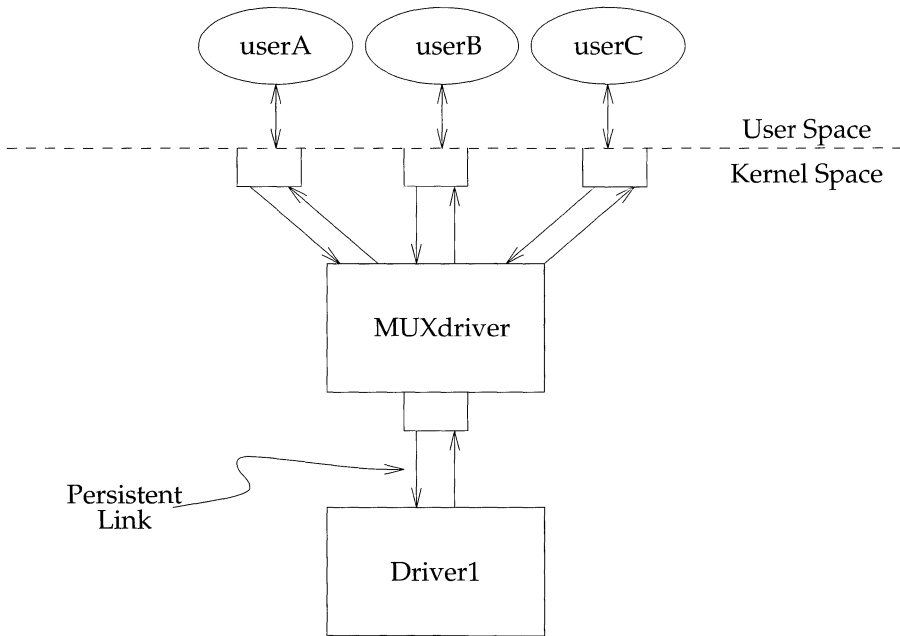 userA
userB
userC
User Space
Kernel Space
MUXdriver
Persistent
Link
Driver1